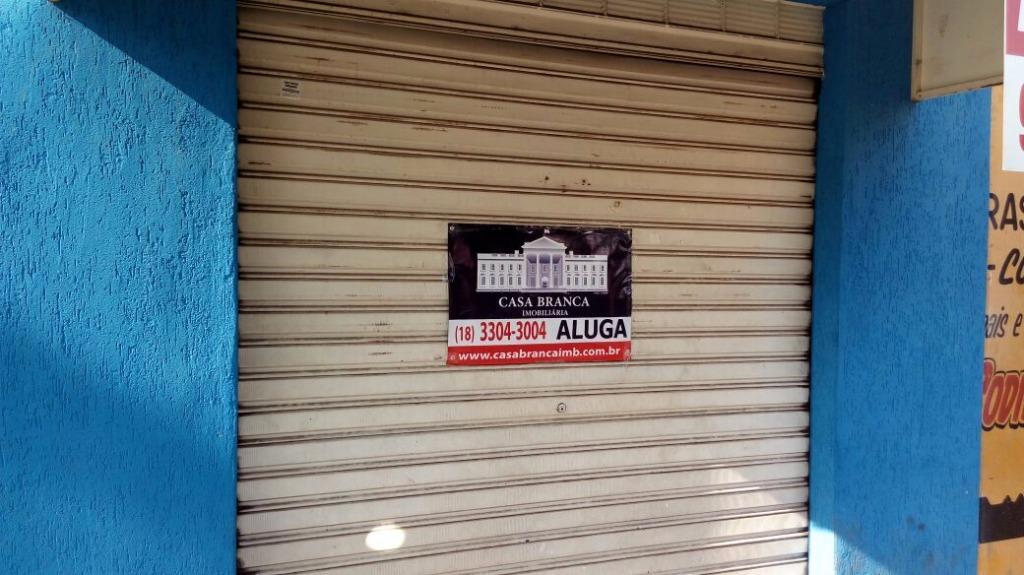 CASA BRANCA
IMOBILIÁRIA
(18) 3304-3004 ALUGA
www.casabrancaimb.com.br